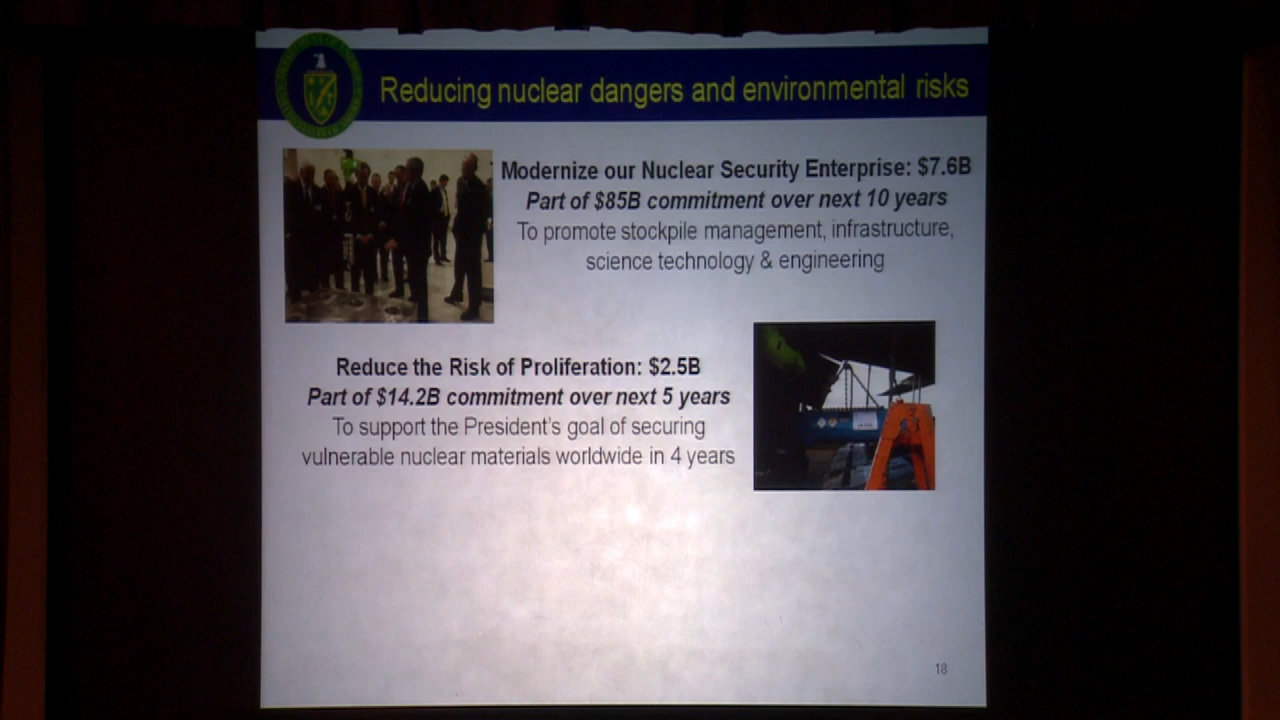 Reducing nuclear dangers and environmental risks
Modernize our Nuclear Security Enterprise: $7.6B
Part of $85B commitment over next 10 years
To promote stockpile management, infrastructure,
science technology & engineering
Reduce the Risk of Proliferation: $2.5B
Part of $14.2B commitment over next 5 years
To support the President's goal of securing
vulnerable nuclear materials worldwide in 4 years
18